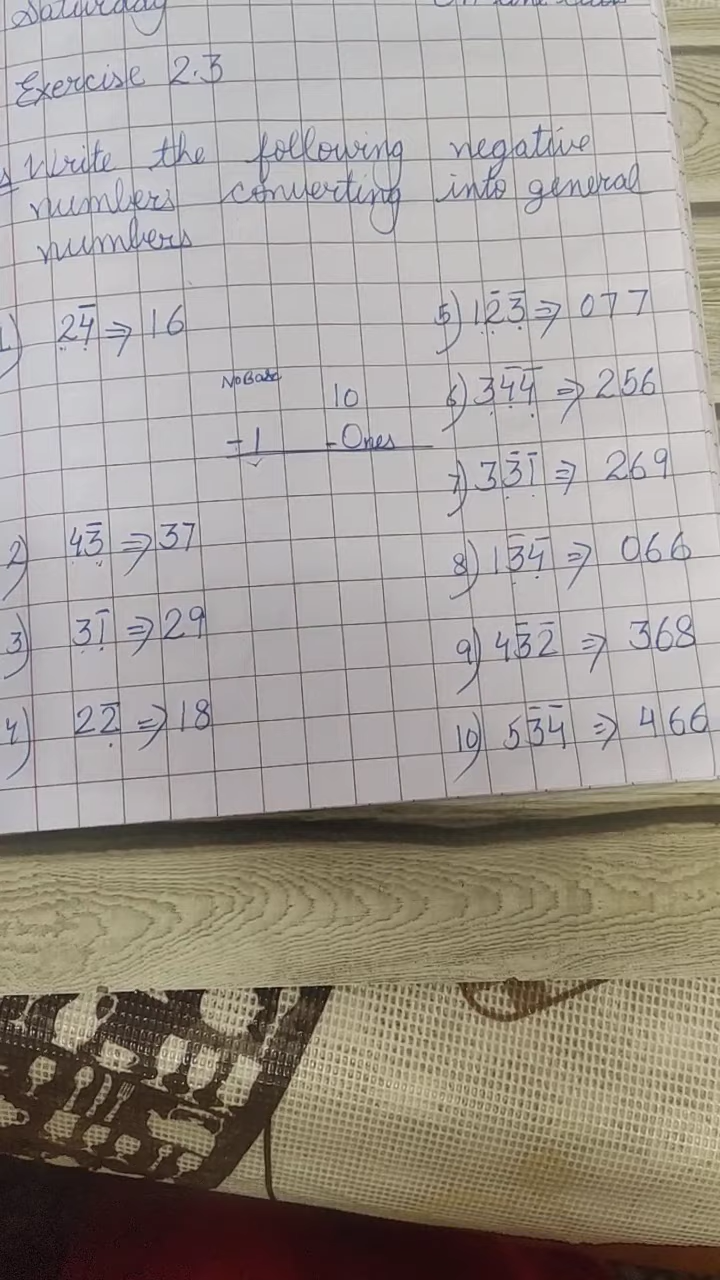 Saturday
Exercise 2.3
Write the following negative
numbers converting into general
numbers
1) 24̅ ⇒ 16
No Base 10
-1 -Ones
2) 43̅ ⇒ 37
3) 31̅ ⇒ 29
4) 22̅ ⇒ 18
5) 12̅3̅ ⇒ 077
6) 34̅4̅ ⇒ 256
7) 33̅1̅ ⇒ 269
8) 13̅4̅ ⇒ 066
9) 43̅2̅ ⇒ 368
10) 53̅4̅ ⇒ 466